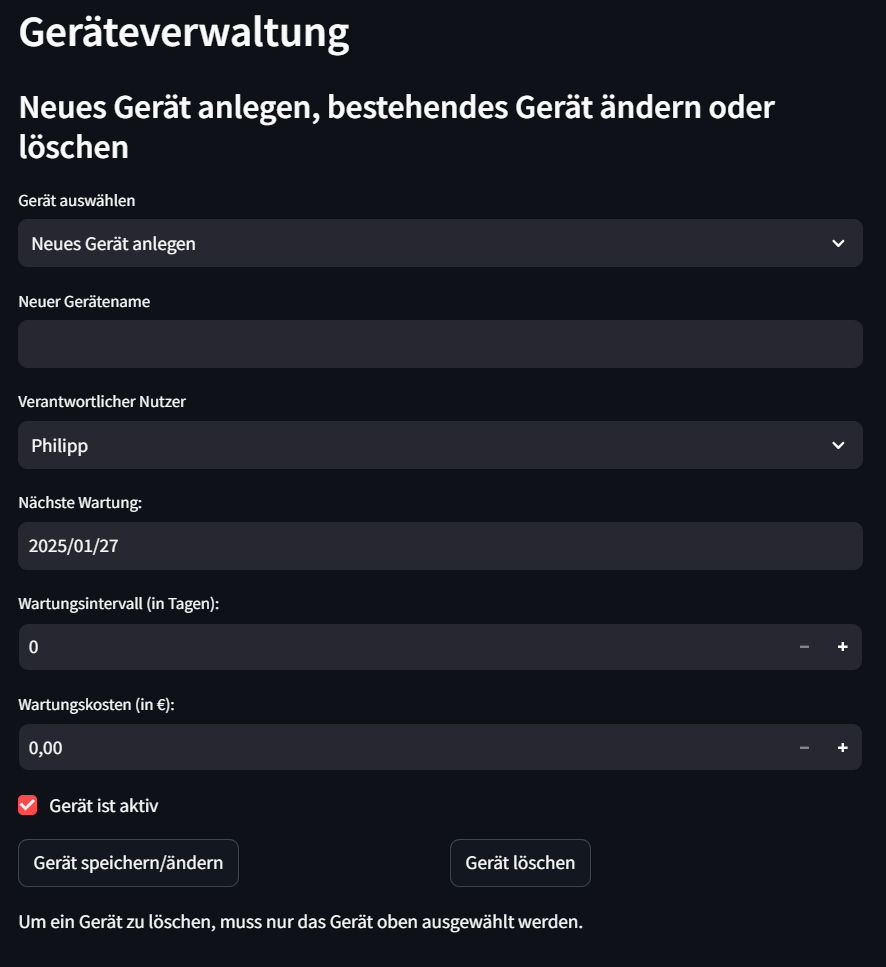 Geräteverwaltung
Neues Gerät anlegen, bestehendes Gerät ändern oder
löschen
Gerät auswählen
Neues Gerät anlegen
Neuer Gerätename
Verantwortlicher Nutzer
Philipp
Nächste Wartung:
2025/01/27
Wartungsintervall (in Tagen):
0
Wartungskosten (in €):
0,00
Gerät ist aktiv
Gerät speichern/ändern
Gerät löschen
Um ein Gerät zu löschen, muss nur das Gerät oben ausgewählt werden.